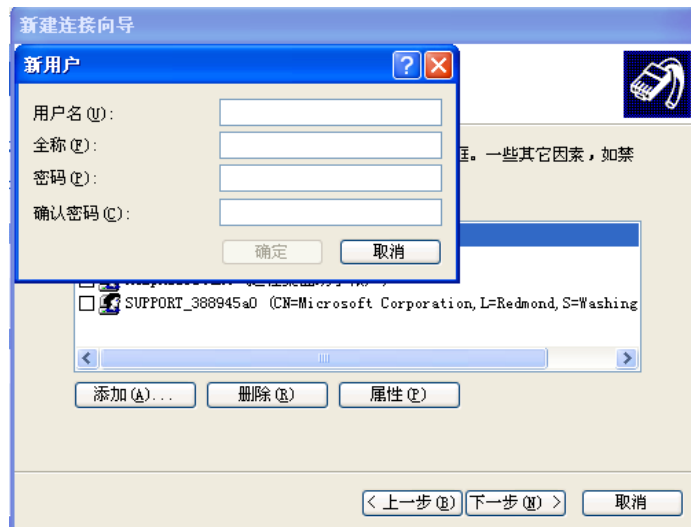 新建连接向导
新用户
用户名(U):
全称(F):
密码(P):
确认密码(C):
确定
取消
一些其它因素，如禁
SUPPORT_388945a0 (CN=Microsoft Corporation,L=Redmond,S=Washing
添加(A)...
删除(R)
属性(P)
< 上一步(B)
下一步(N) >
取消